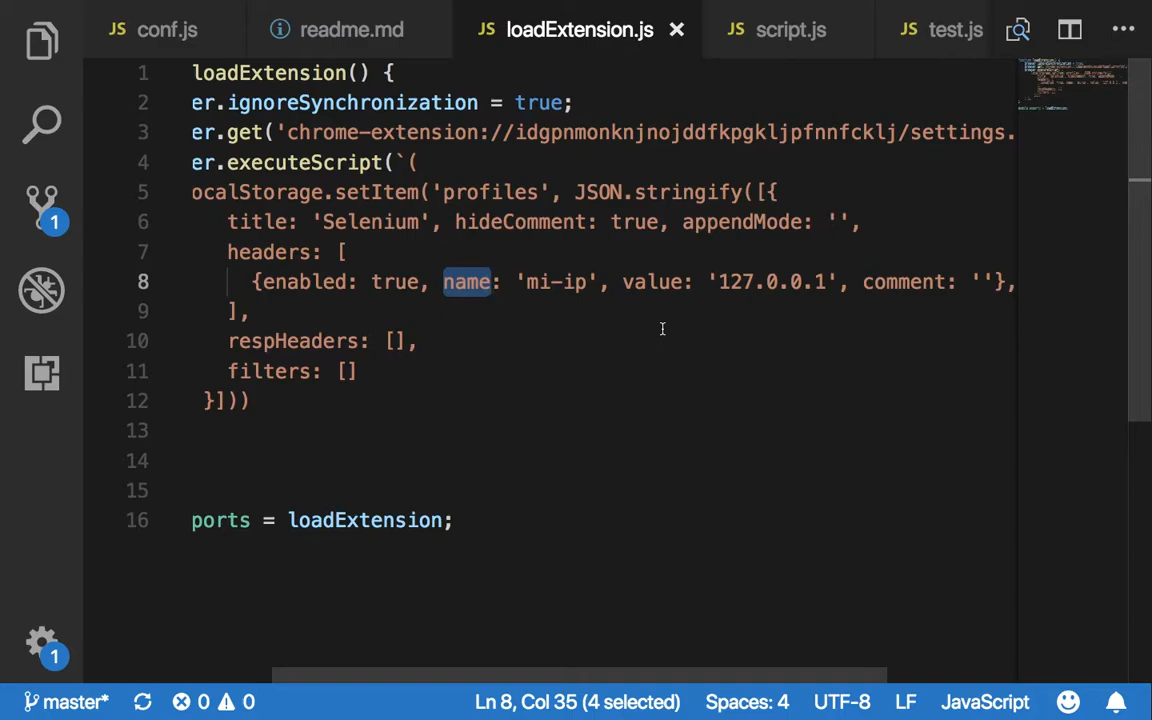 JS conf.js readme.md JS loadExtension.js JS script.js JS test.js
1 loadExtension() {
2 er.ignoreSynchronization = true;
3 er.get('chrome-extension://idgpnmonknjnojddfkpgkljpfnnfcklj/settings.
4 er.executeScript(`(
5 ocalStorage.setItem('profiles', JSON.stringify([{
6 title: 'Selenium', hideComment: true, appendMode: '',
7 headers: [
8 {enabled: true, name: 'mi-ip', value: '127.0.0.1', comment: ''},
9 ],
10 respHeaders: [],
11 filters: []
12 }]))
13
14
15
16 ports = loadExtension;
1
1
master* 0 0 Ln 8, Col 35 (4 selected) Spaces: 4 UTF-8 LF JavaScript